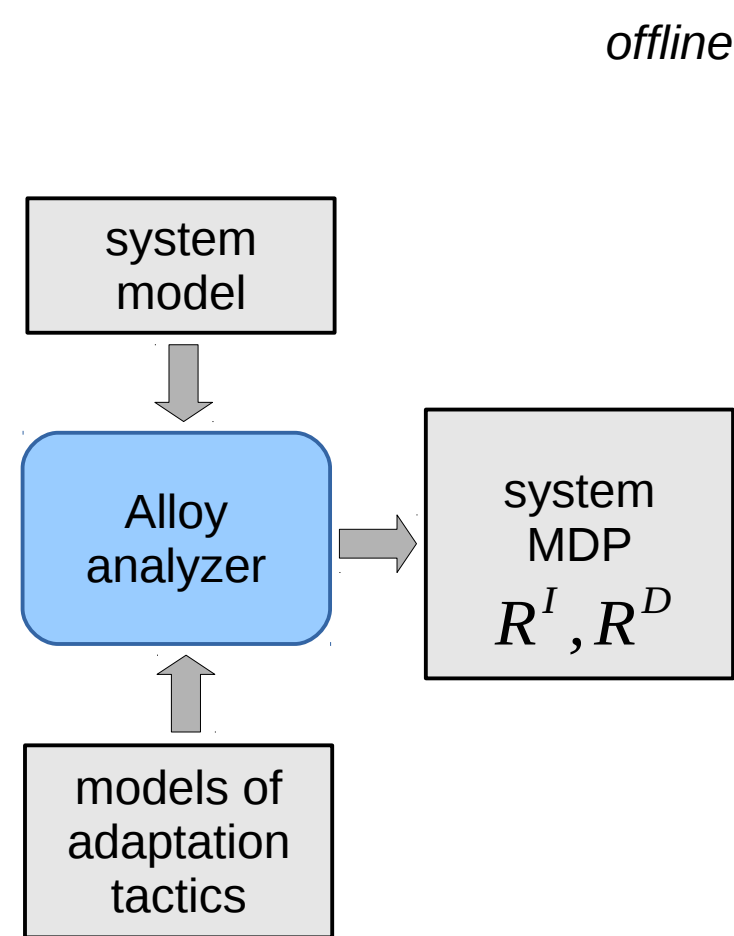 offline
system
model
Alloy
analyzer
system
MDP
R^I, R^D
models of
adaptation
tactics